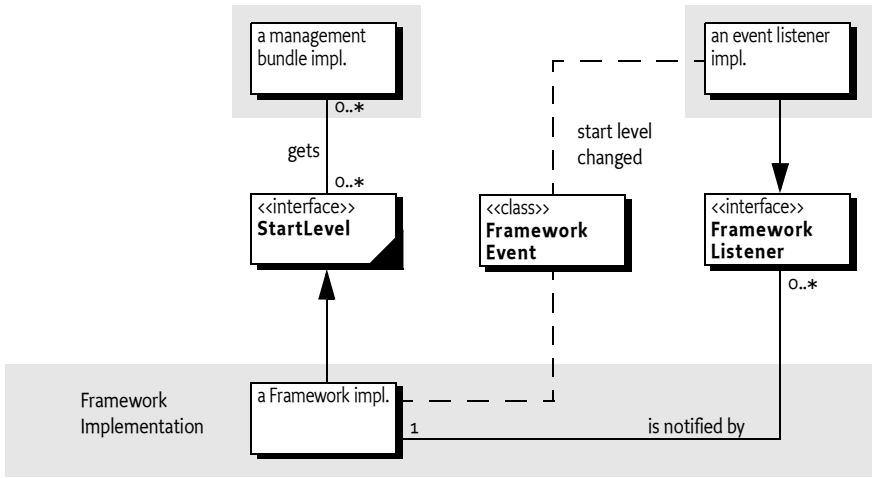 a management
bundle impl.
an event listener
impl.
0..*
start level
changed
gets
0..*
<<interface>>
StartLevel
<<class>>
Framework
Event
<<interface>>
Framework
Listener
0..*
Framework
Implementation
a Framework impl.
1
is notified by